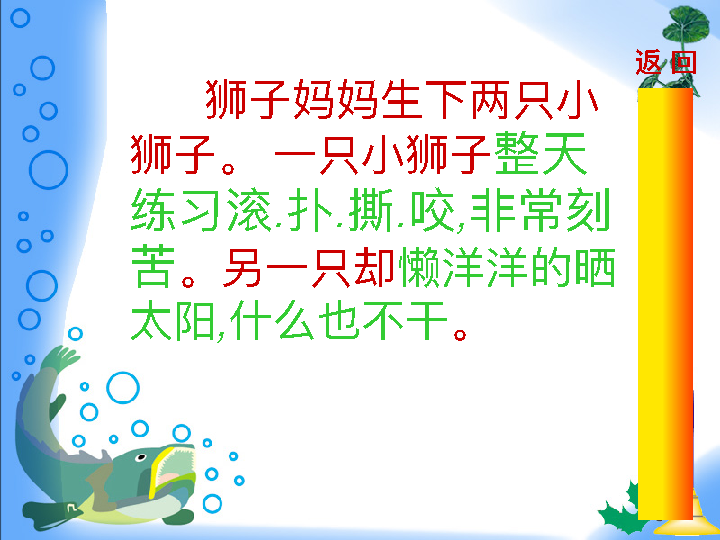 返回
狮子妈妈生下两只小
狮子。一只小狮子整天
练习滚.扑.撕.咬,非常刻
苦。另一只却懒洋洋的晒
太阳,什么也不干。